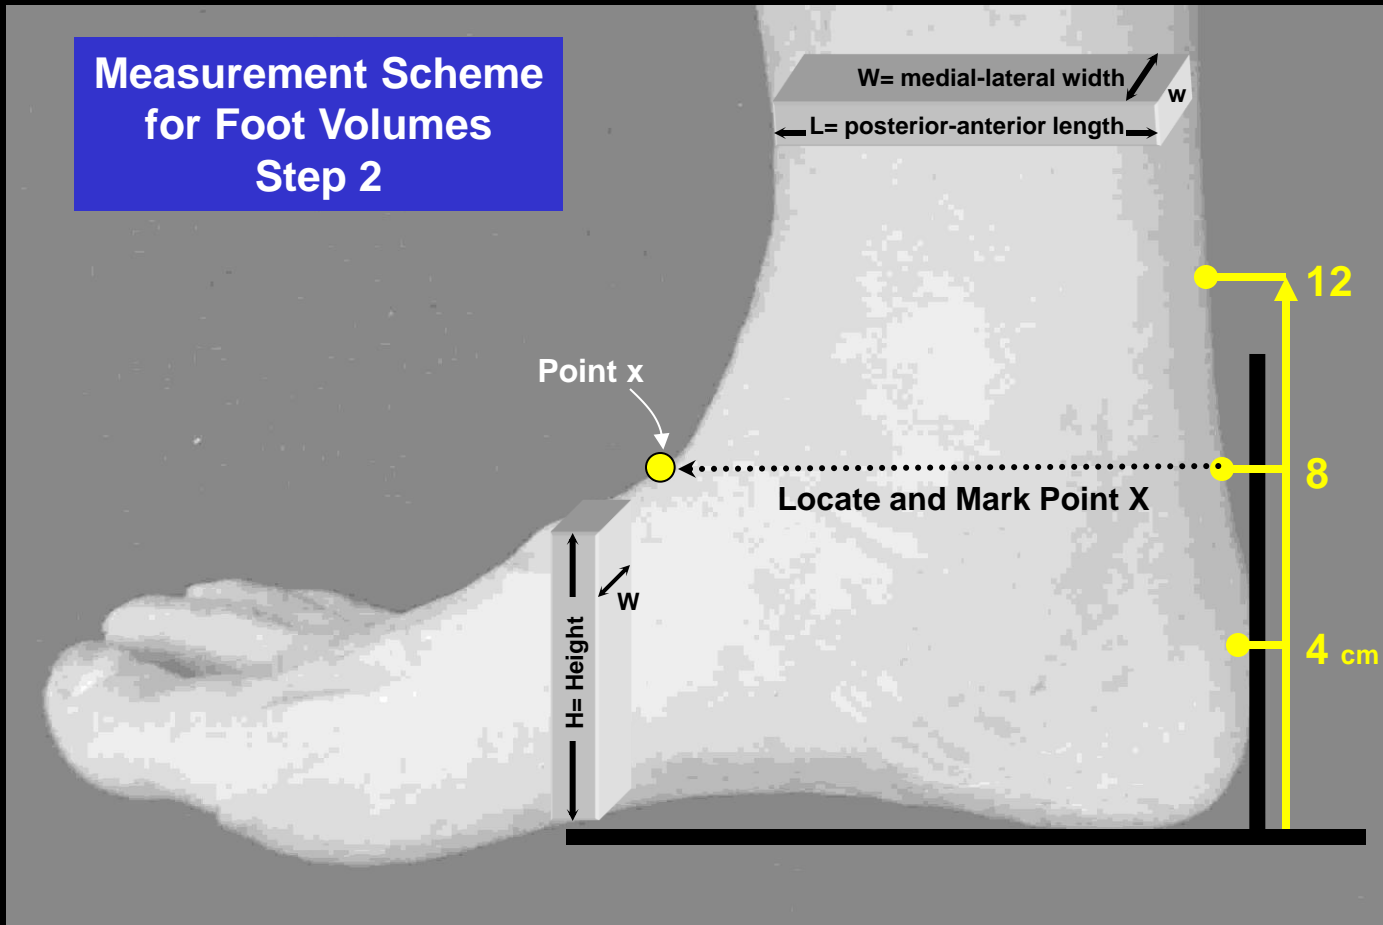 Measurement Scheme
for Foot Volumes
Step 2
W= medial-lateral width
w
L= posterior-anterior length
12
Point x
8
Locate and Mark Point X
W
H= Height
4 cm